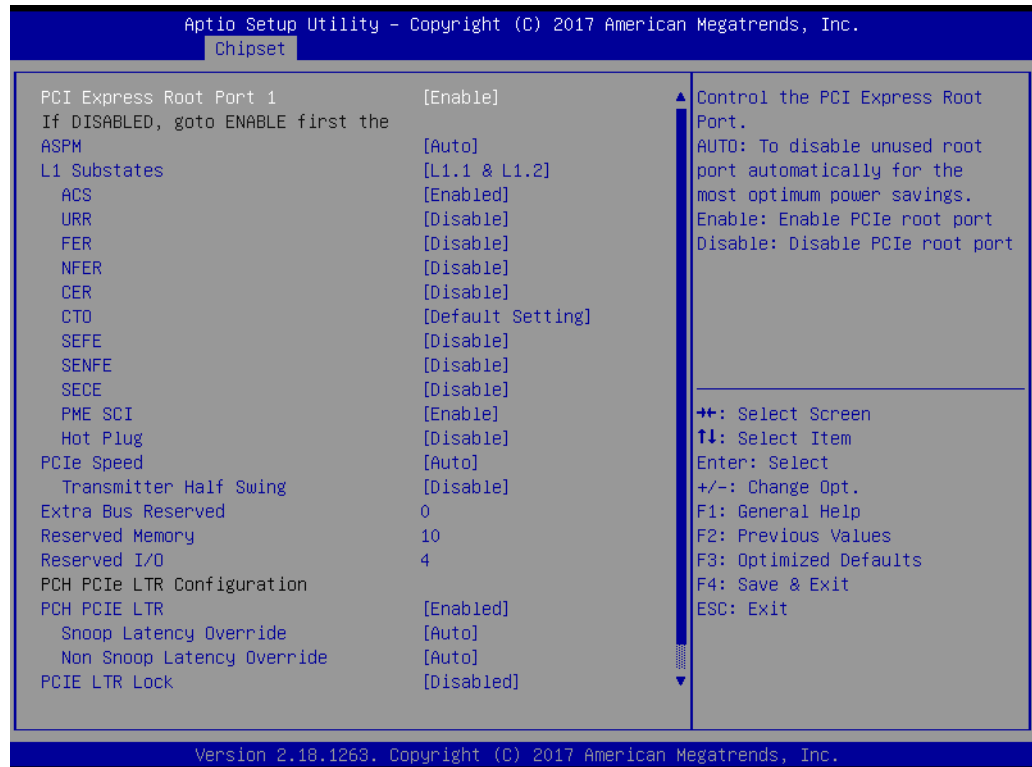 Aptio Setup Utility – Copyright (C) 2017 American Megatrends, Inc.
Chipset
PCI Express Root Port 1 [Enable]
If DISABLED, goto ENABLE first the
ASPM [Auto]
L1 Substates [L1.1 & L1.2]
ACS [Enabled]
URR [Disable]
FER [Disable]
NFER [Disable]
CER [Disable]
CTO [Default Setting]
SEFE [Disable]
SENFE [Disable]
SECE [Disable]
PME SCI [Enable]
Hot Plug [Disable]
PCIe Speed [Auto]
Transmitter Half Swing [Disable]
Extra Bus Reserved 0
Reserved Memory 10
Reserved I/O 4
PCH PCIe LTR Configuration
PCH PCIE LTR [Enabled]
Snoop Latency Override [Auto]
Non Snoop Latency Override [Auto]
PCIE LTR Lock [Disabled]
Control the PCI Express Root
Port.
AUTO: To disable unused root
port automatically for the
most optimum power savings.
Enable: Enable PCIe root port
Disable: Disable PCIe root port
→←: Select Screen
↑↓: Select Item
Enter: Select
+/-: Change Opt.
F1: General Help
F2: Previous Values
F3: Optimized Defaults
F4: Save & Exit
ESC: Exit
Version 2.18.1263. Copyright (C) 2017 American Megatrends, Inc.